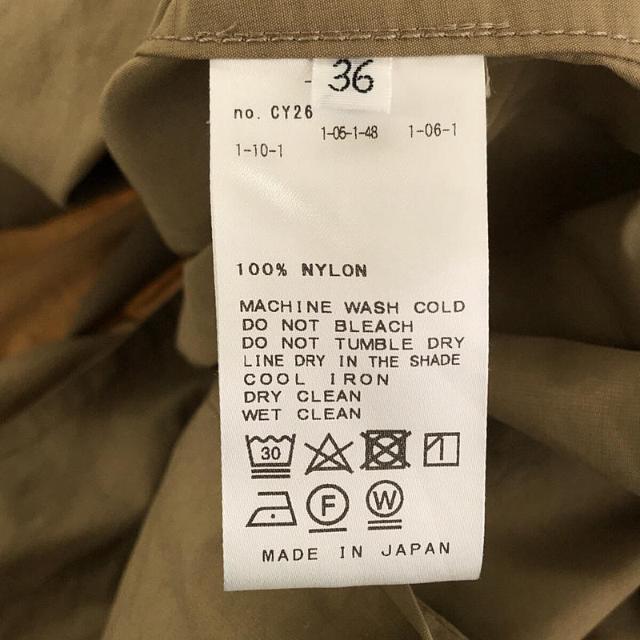 36
no. CY26
1-05-1-48 1-06-1
1-10-1
100% NYLON
MACHINE WASH COLD
DO NOT BLEACH
DO NOT TUMBLE DRY
LINE DRY IN THE SHADE
COOL IRON
DRY CLEAN
WET CLEAN
30
F W
MADE IN JAPAN